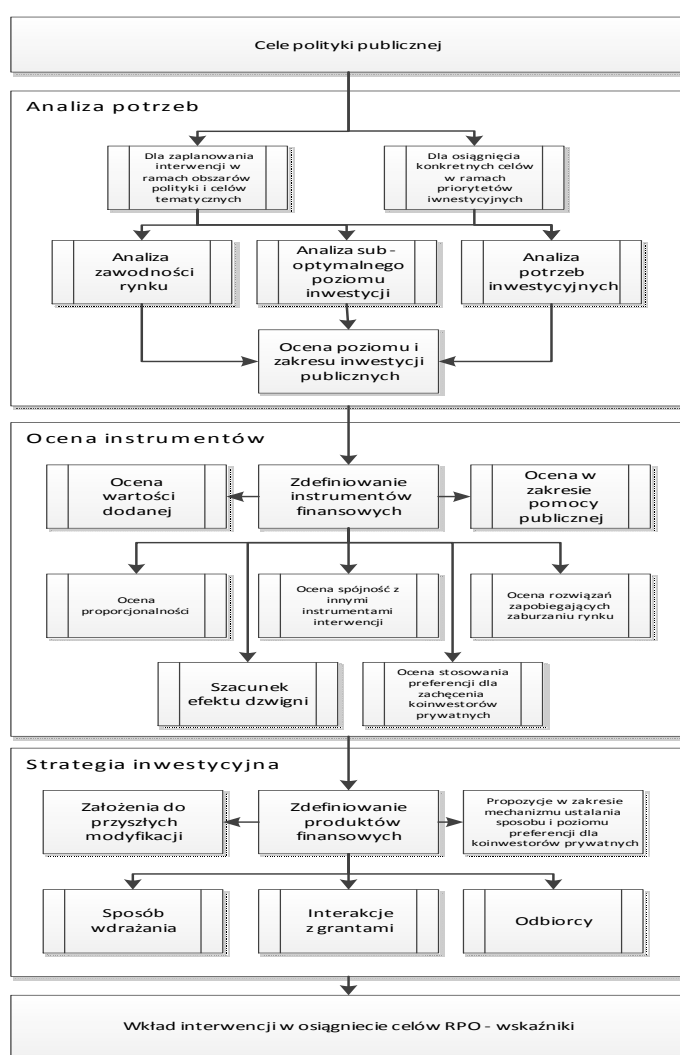 Cele polityki publicznej
Analiza potrzeb
Dla zaplanowania
interwencji w
ramach obszarów
polityki i celów
tematycznych
Dla osiągnięcia
konkretnych celów
w ramach
priorytetów
iwnestycyjnych
Analiza
zawodności
rynku
Analiza sub -
optymalnego
poziomu
inwestycji
Analiza
potrzeb
inwestycyjnych
Ocena poziomu i
zakresu inwestycji
publicznych
Ocena instrumentów
Ocena
wartości
dodanej
Zdefiniowanie
instrumentów
finansowych
Ocena w
zakresie
pomocy
publicznej
Ocena
proporcjonalności
Ocena spójność z
innymi
instrumentami
interwencji
Ocena rozwiązań
zapobiegających
zaburzaniu rynku
Szacunek
efektu dzwigni
Ocena stosowania
preferencji dla
zachęcenia
koinwestorów
prywatnych
Strategia inwestycyjna
Założenia do
przyszłych
modyfikacji
Zdefiniowanie
produktów
finansowych
Propozycje w zakresie
mechanizmu ustalania
sposobu i poziomu
preferencji dla
koinwestorów prywatnych
Sposób
wdrażania
Interakcje
z grantami
Odbiorcy
Wkład interwencji w osiągniecie celów RPO - wskaźniki